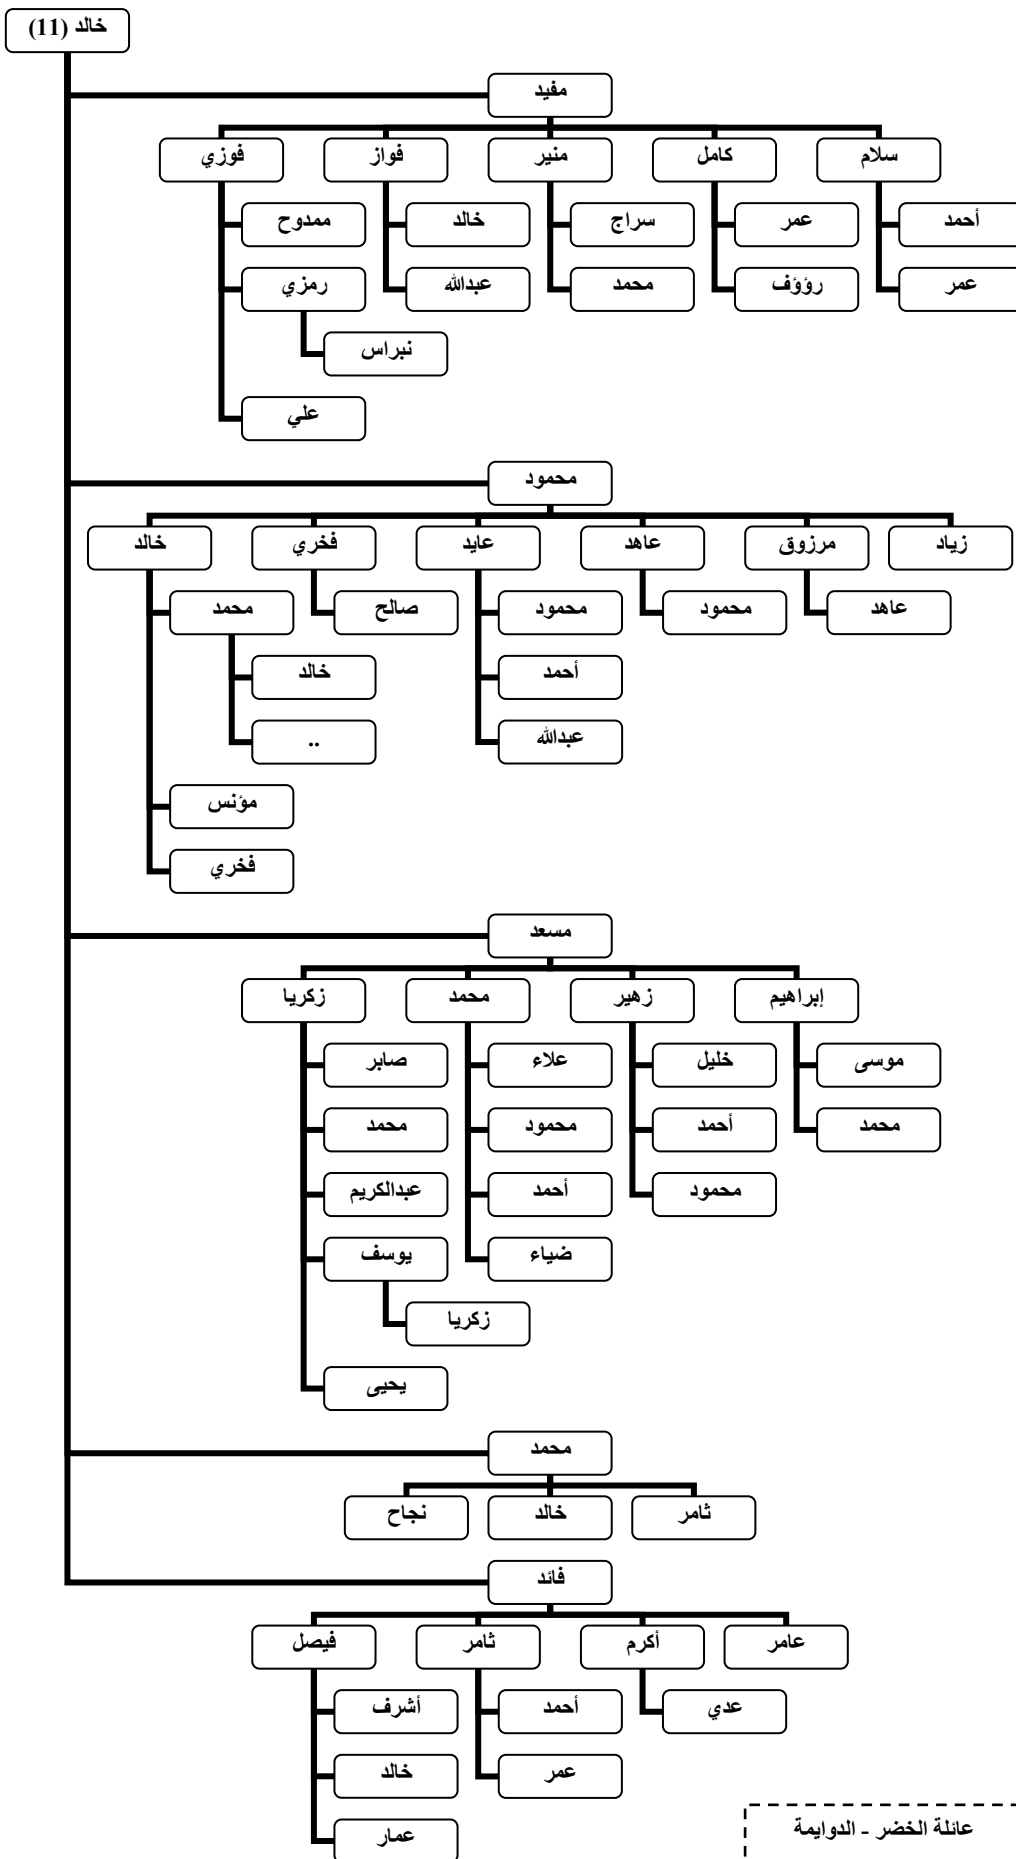 خالد (11)
مفيد
سلام
كامل
منير
فواز
فوزي
أحمد
عمر
سراج
خالد
ممدوح
عمر
رؤوف
محمد
عبدالله
رمزي
نبراس
علي
محمود
زياد
مرزوق
عاهد
عايد
فخري
خالد
عاهد
محمود
محمود
صالح
محمد
أحمد
خالد
عبدالله
..
مؤنس
فخري
مسعد
إبراهيم
زهير
محمد
زكريا
موسى
خليل
علاء
صابر
محمد
أحمد
محمود
محمد
محمود
أحمد
عبدالكريم
ضياء
يوسف
زكريا
يحيى
محمد
ثامر
خالد
نجاح
فائد
عامر
أكرم
ثامر
فيصل
عدي
أحمد
أشرف
عمر
خالد
عمار
عائلة الخضر - الدوايمة